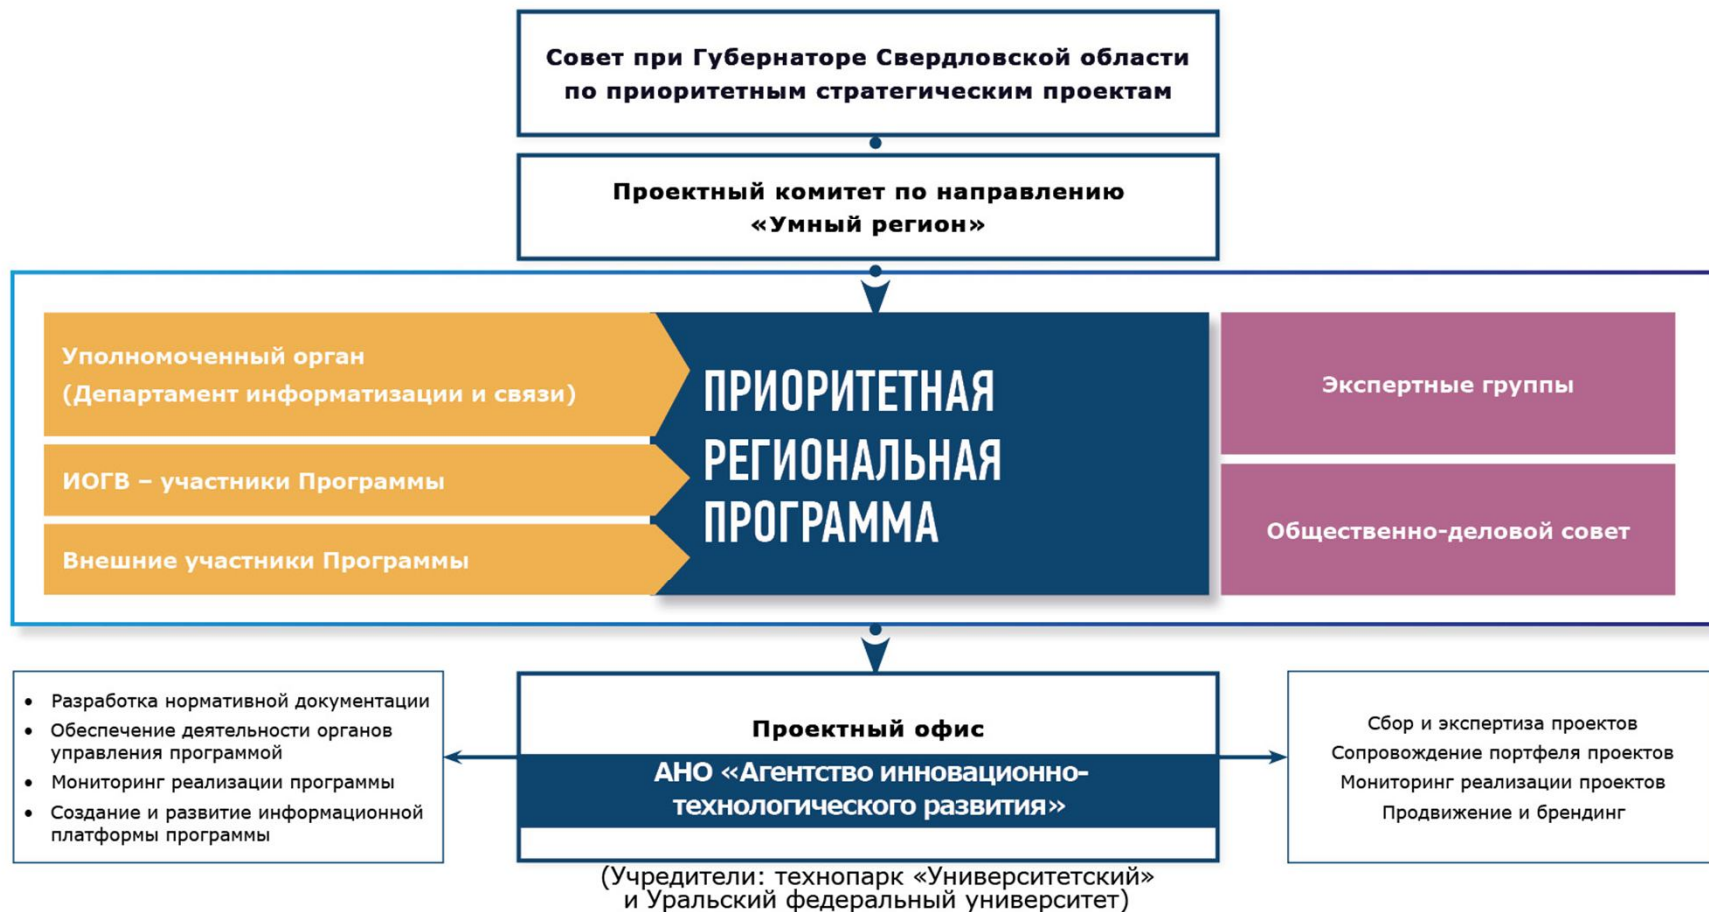 Совет при Губернаторе Свердловской области
по приоритетным стратегическим проектам
Проектный комитет по направлению
«Умный регион»
Уполномоченный орган
(Департамент информатизации и связи)
ИОГВ – участники Программы
Внешние участники Программы
ПРИОРИТЕТНАЯ
РЕГИОНАЛЬНАЯ
ПРОГРАММА
Экспертные группы
Общественно-деловой совет
• Разработка нормативной документации
• Обеспечение деятельности органов
управления программой
• Мониторинг реализации программы
• Создание и развитие информационной
платформы программы
Проектный офис
АНО «Агентство инновационно-
технологического развития»
(Учредители: технопарк «Университетский»
и Уральский федеральный университет)
Сбор и экспертиза проектов
Сопровождение портфеля проектов
Мониторинг реализации проектов
Продвижение и брендинг